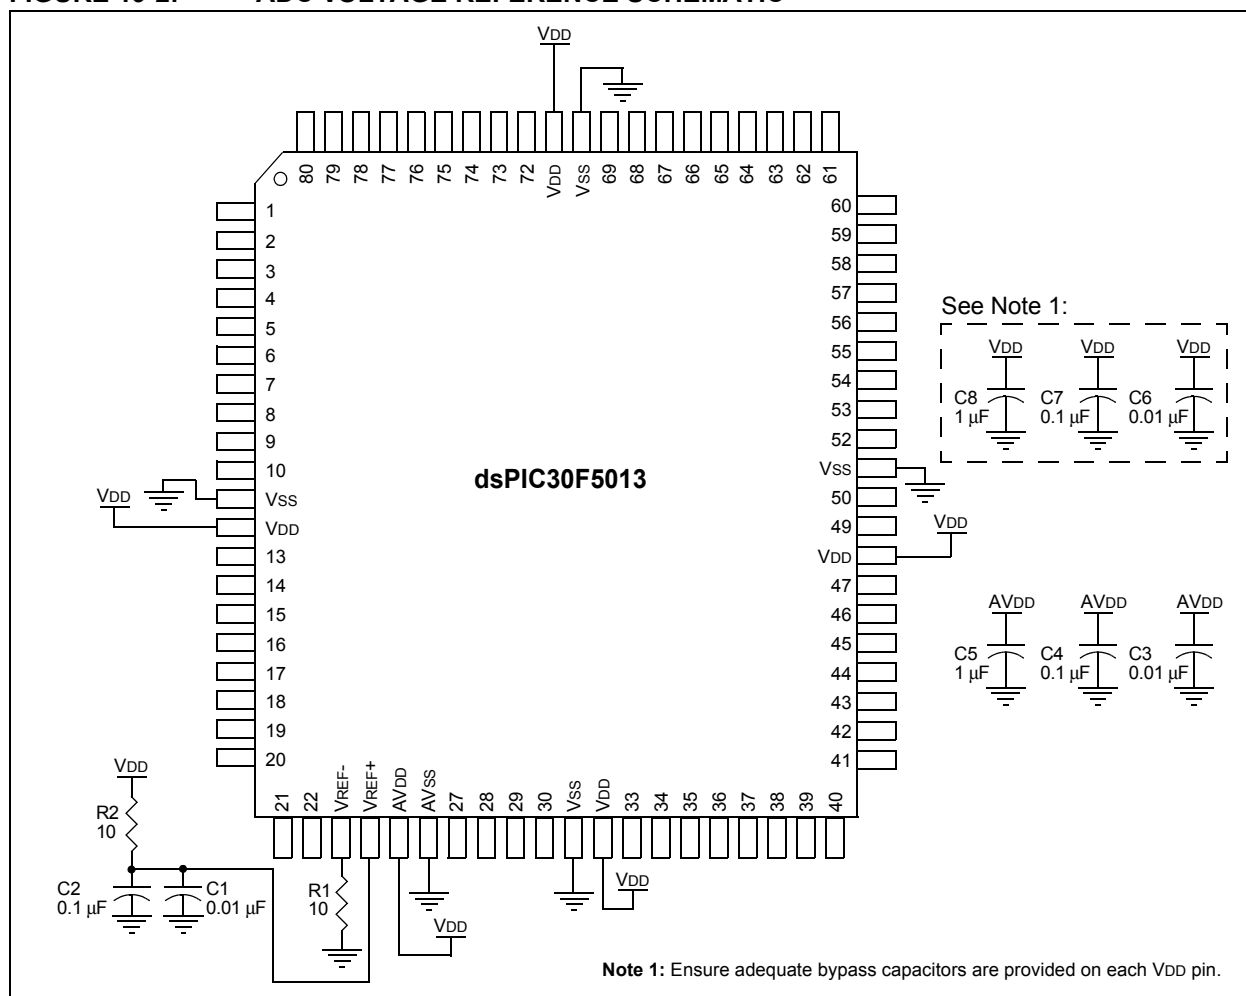 VDD
80 79 78 77 76 75 74 73 72 VDD VSS 69 68 67 66 65 64 63 62 61
1
2
3
4
5
6
7
8
9
10
VSS
VDD
VDD
13
14
15
16
17
18
19
20
dsPIC30F5013
60
59
58
57
56
55
54
53
52
VSS
50
49
VDD
VDD
47
46
45
44
43
42
41
21 22 VREF- VREF+ AVDD AVSS 27 28 29 30 VSS VDD 33 34 35 36 37 38 39 40
See Note 1:
VDD VDD VDD
C8 C7 C6
1 µF 0.1 µF 0.01 µF
AVDD AVDD AVDD
C5 C4 C3
1 µF 0.1 µF 0.01 µF
VDD
R2
10
C2 C1
0.1 µF 0.01 µF
R1
10
VDD
VDD
Note 1: Ensure adequate bypass capacitors are provided on each VDD pin.